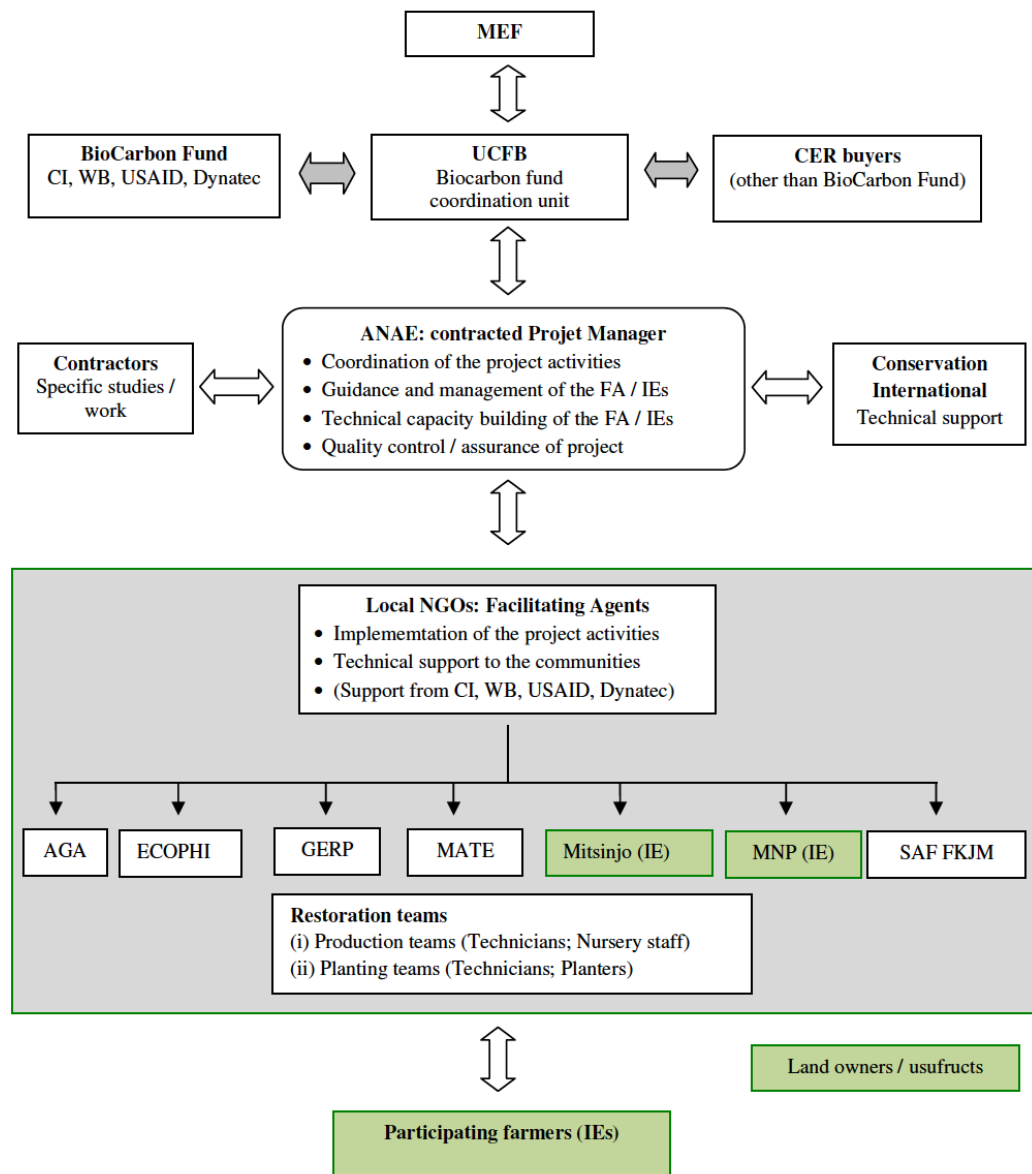 MEF
BioCarbon Fund
CI, WB, USAID, Dynatec
UCFB
Biocarbon fund
coordination unit
CER buyers
(other than BioCarbon Fund)
Contractors
Specific studies /
work
ANAE: contracted Projet Manager
• Coordination of the project activities
• Guidance and management of the FA / IEs
• Technical capacity building of the FA / IEs
• Quality control / assurance of project
Conservation
International
Technical support
Local NGOs: Facilitating Agents
• Implementation of the project activities
• Technical support to the communities
• (Support from CI, WB, USAID, Dynatec)
AGA
ECOPHI
GERP
MATE
Mitsinjo (IE)
MNP (IE)
SAF FKJM
Restoration teams
(i) Production teams (Technicians; Nursery staff)
(ii) Planting teams (Technicians; Planters)
Land owners / usufructs
Participating farmers (IEs)